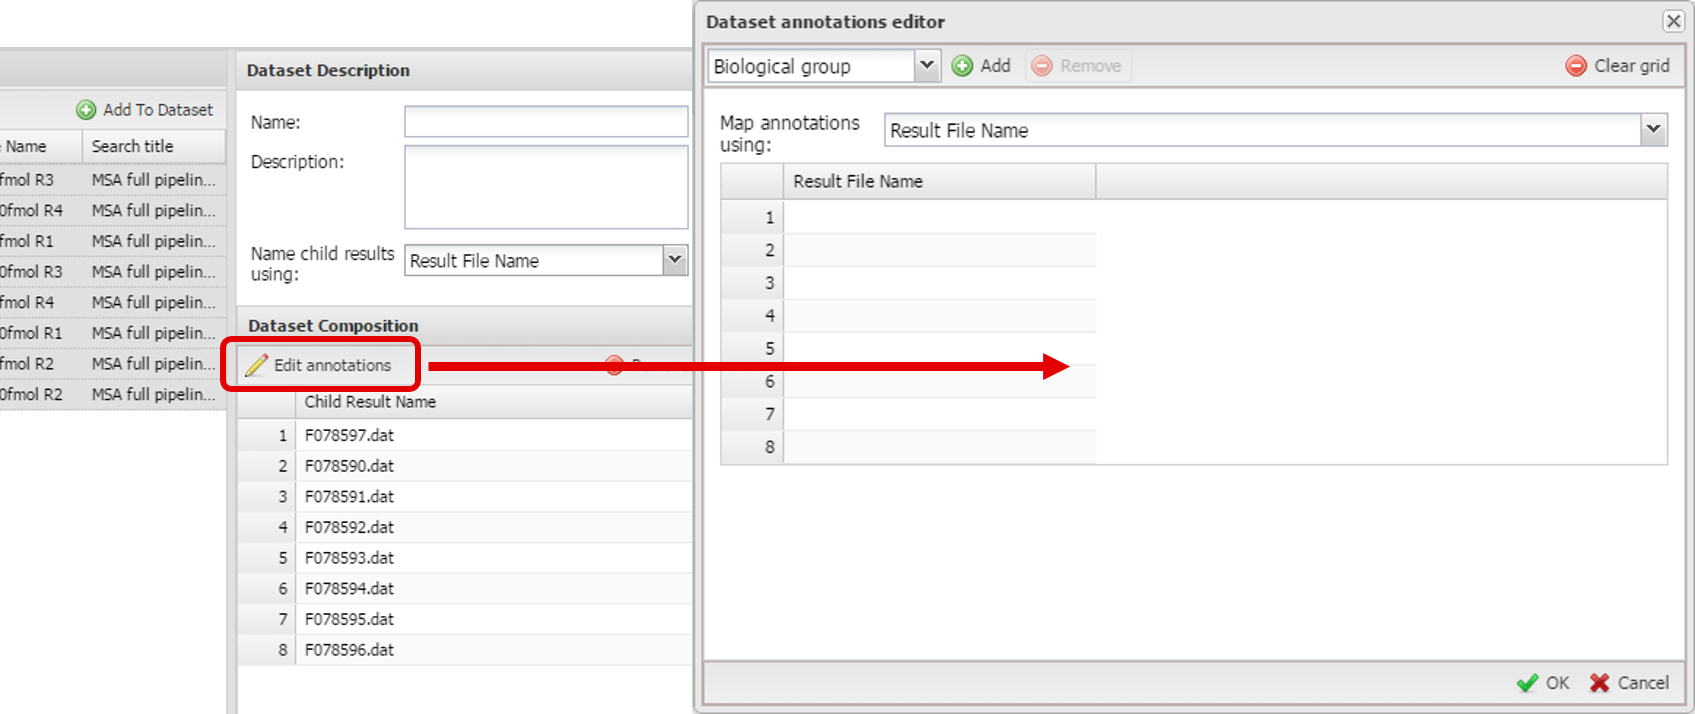 Add To Dataset
Name
Search title
fmol R3
MSA full pipelin...
0fmol R4
MSA full pipelin...
fmol R1
MSA full pipelin...
0fmol R3
MSA full pipelin...
fmol R4
MSA full pipelin...
0fmol R1
MSA full pipelin...
fmol R2
MSA full pipelin...
0fmol R2
MSA full pipelin...
Dataset Description
Name:
Description:
Name child results
using:
Result File Name
Dataset Composition
Edit annotations
Child Result Name
1 F078597.dat
2 F078590.dat
3 F078591.dat
4 F078592.dat
5 F078593.dat
6 F078594.dat
7 F078595.dat
8 F078596.dat
Dataset annotations editor
Biological group
Add
Remove
Clear grid
Map annotations
using:
Result File Name
Result File Name
1
2
3
4
5
6
7
8
OK
Cancel